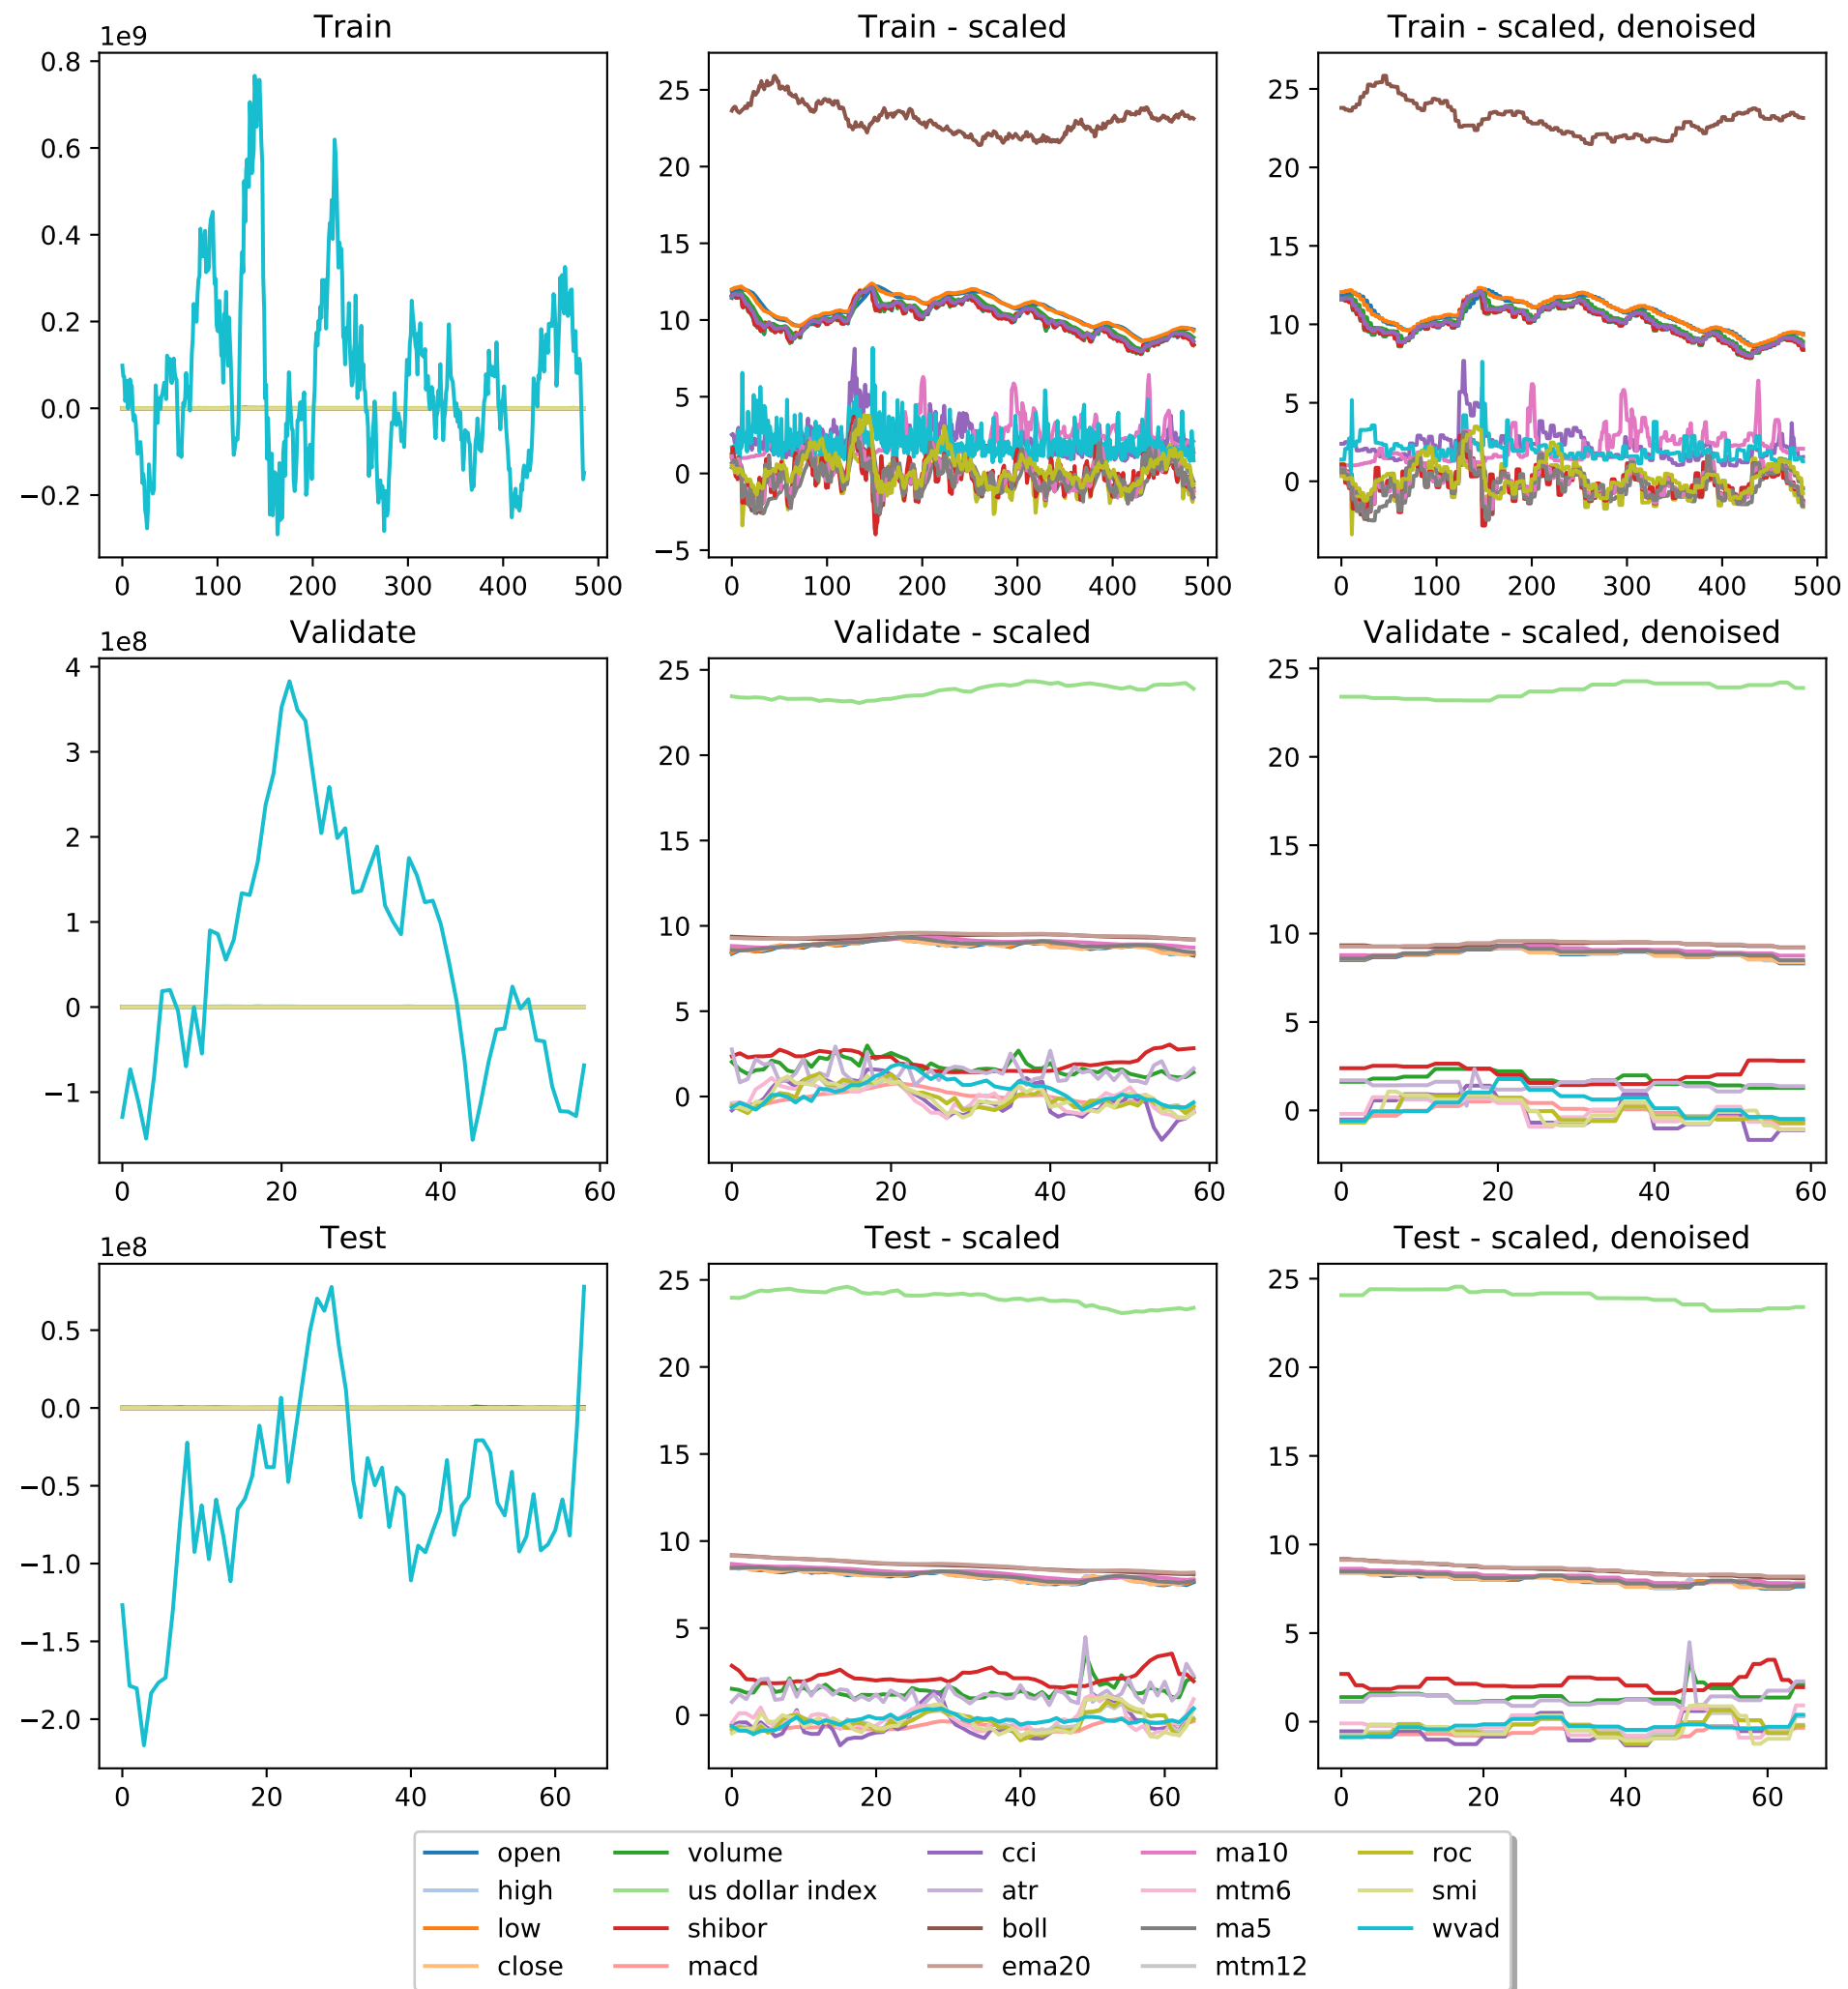 Train
Train - scaled
Train - scaled, denoised
1e9
0.8
0.6
0.4
0.2
0.0
−0.2
0 100 200 300 400 500
25
20
15
10
5
0
−5
0 100 200 300 400 500
25
20
15
10
5
0
0 100 200 300 400 500
Validate
Validate - scaled
Validate - scaled, denoised
1e8
4
3
2
1
0
−1
0 20 40 60
25
20
15
10
5
0
0 20 40 60
25
20
15
10
5
0
0 20 40 60
Test
Test - scaled
Test - scaled, denoised
1e8
0.5
0.0
−0.5
−1.0
−1.5
−2.0
0 20 40 60
25
20
15
10
5
0
0 20 40 60
25
20
15
10
5
0
0 20 40 60
open volume cci ma10 roc
high us dollar index atr mtm6 smi
low shibor boll ma5 wvad
close macd ema20 mtm12